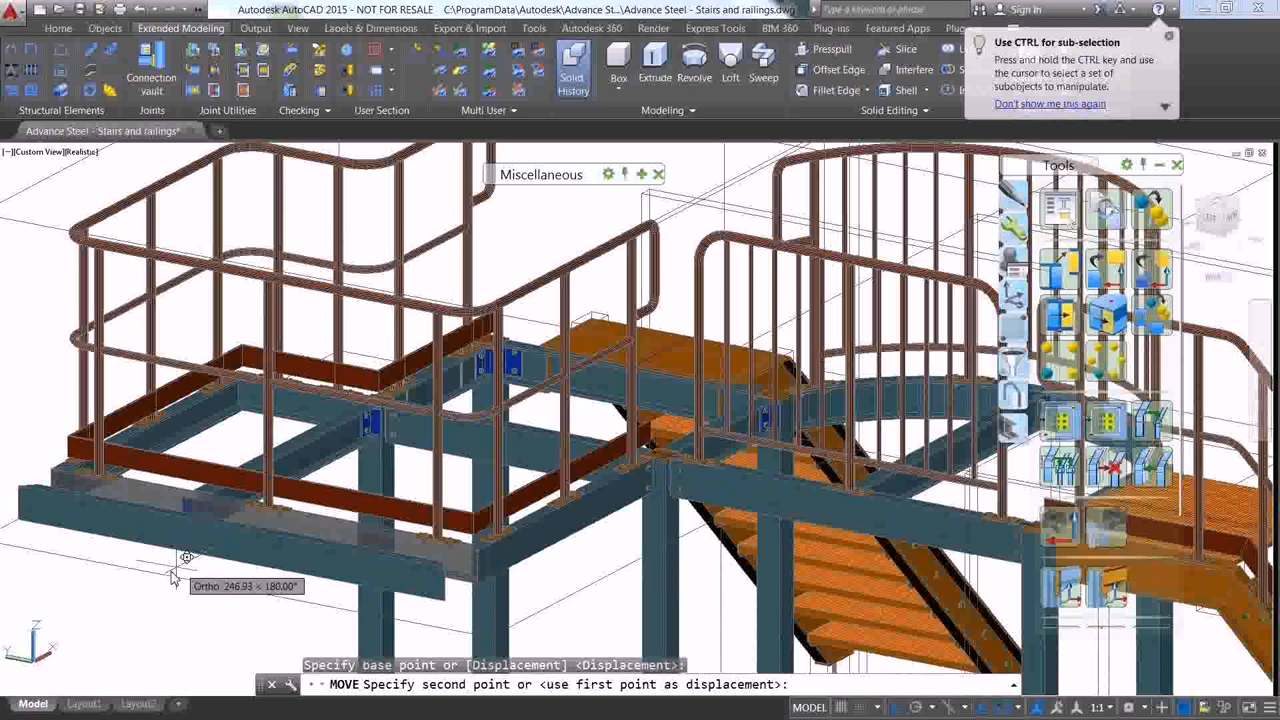 Autodesk AutoCAD 2015 - NOT FOR RESALE C:\ProgramData\Autodesk\Advance St...\Advance Steel - Stairs and railings.dwg
Type a keyword or phrase
Sign In
Home Objects Extended Modeling Output View Labels & Dimensions Export & Import Tools Autodesk 360 Render Express Tools BIM 360 Plug-ins Featured Apps
Use CTRL for sub-selection
Press and hold the CTRL key and use
the cursor to select a set of
subobjects to manipulate.
Don't show me this again
Connection
vault
Solid
History
Box Extrude Revolve Loft Sweep
Presspull Slice
Offset Edge Interfere
Fillet Edge Shell
Structural Elements Joints Joint Utilities Checking User Section Multi User Modeling Solid Editing
Advance Steel - Stairs and railings*
[−][Custom View][Realistic]
Miscellaneous
Tools
Ortho: 246.93 < 180.00°
Z
Y X
Specify base point or [Displacement] <Displacement>:
MOVE Specify second point or <use first point as displacement>:
Model Layout1 Layout2 +
MODEL 1:1